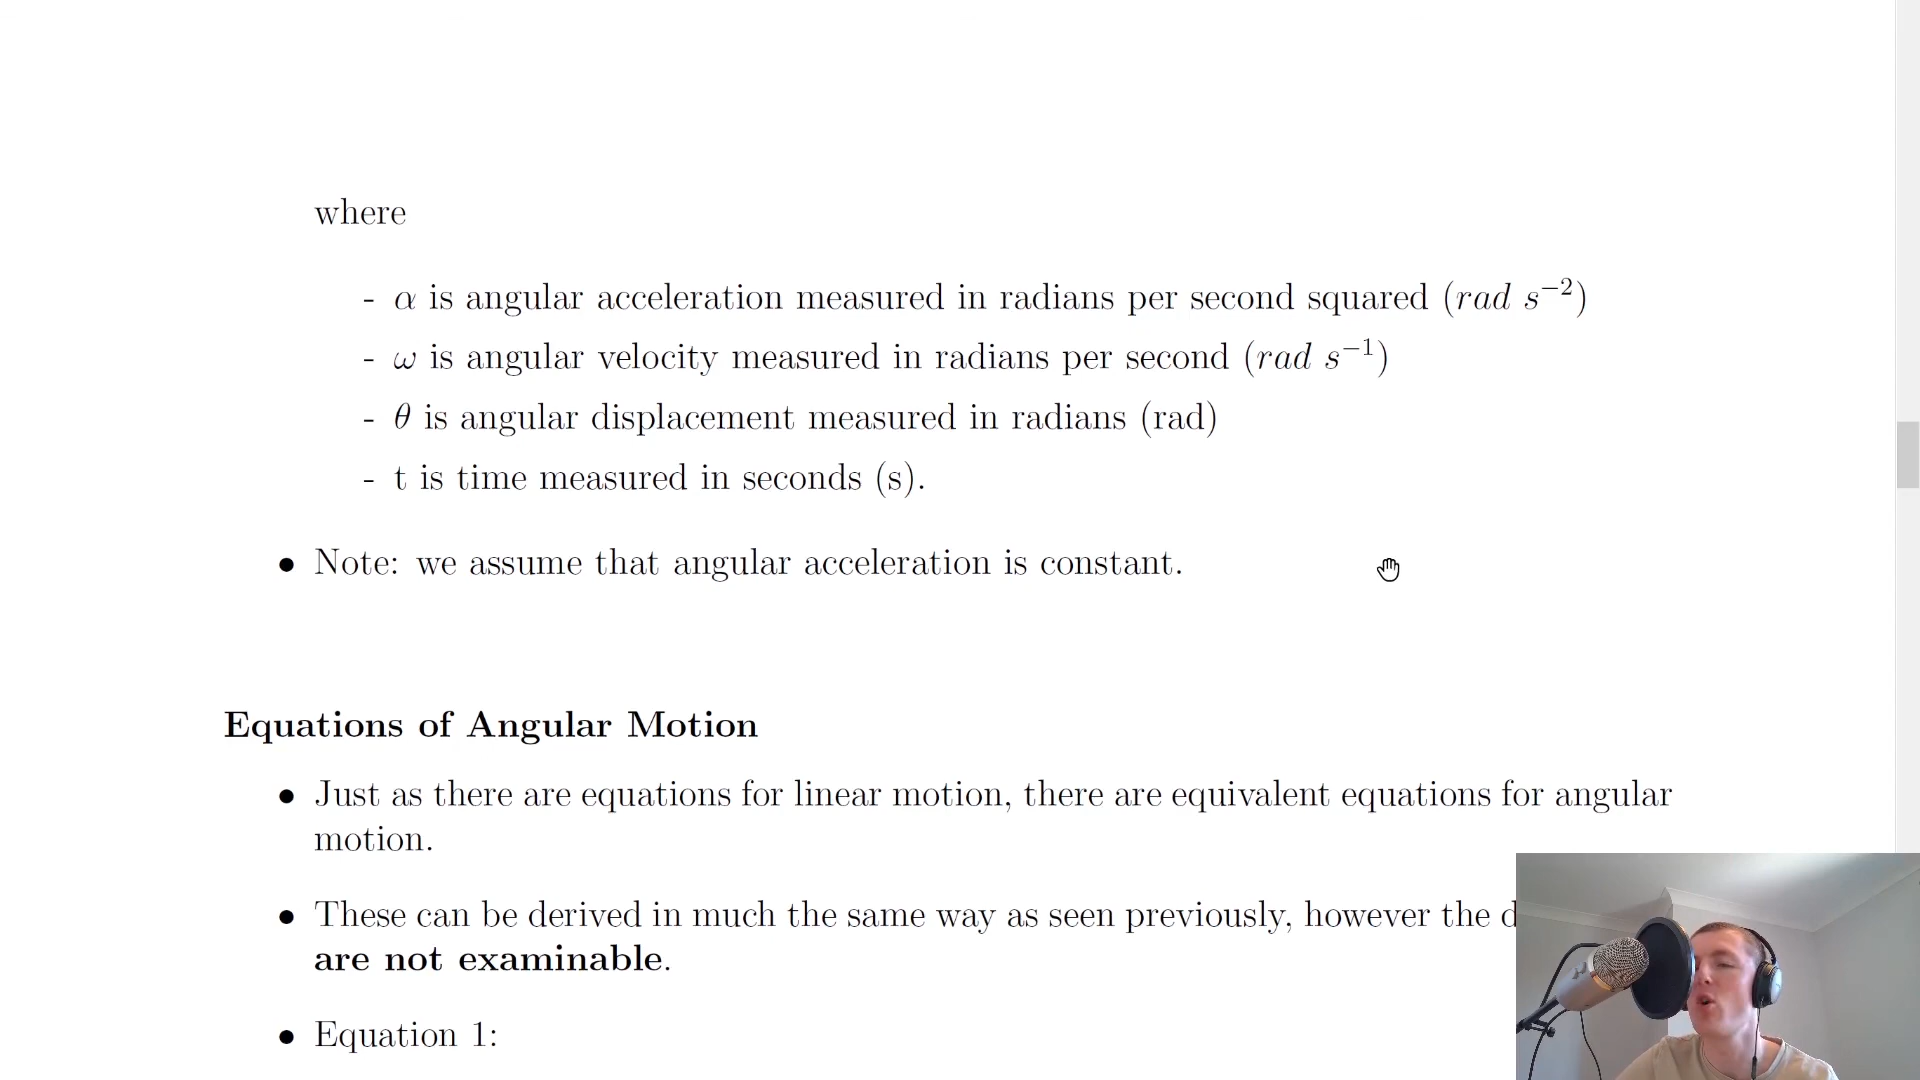 where
- α is angular acceleration measured in radians per second squared (rad s⁻²)
- ω is angular velocity measured in radians per second (rad s⁻¹)
- θ is angular displacement measured in radians (rad)
- t is time measured in seconds (s).
• Note: we assume that angular acceleration is constant.
Equations of Angular Motion
• Just as there are equations for linear motion, there are equivalent equations for angular
motion.
• These can be derived in much the same way as seen previously, however the
are not examinable.
• Equation 1: